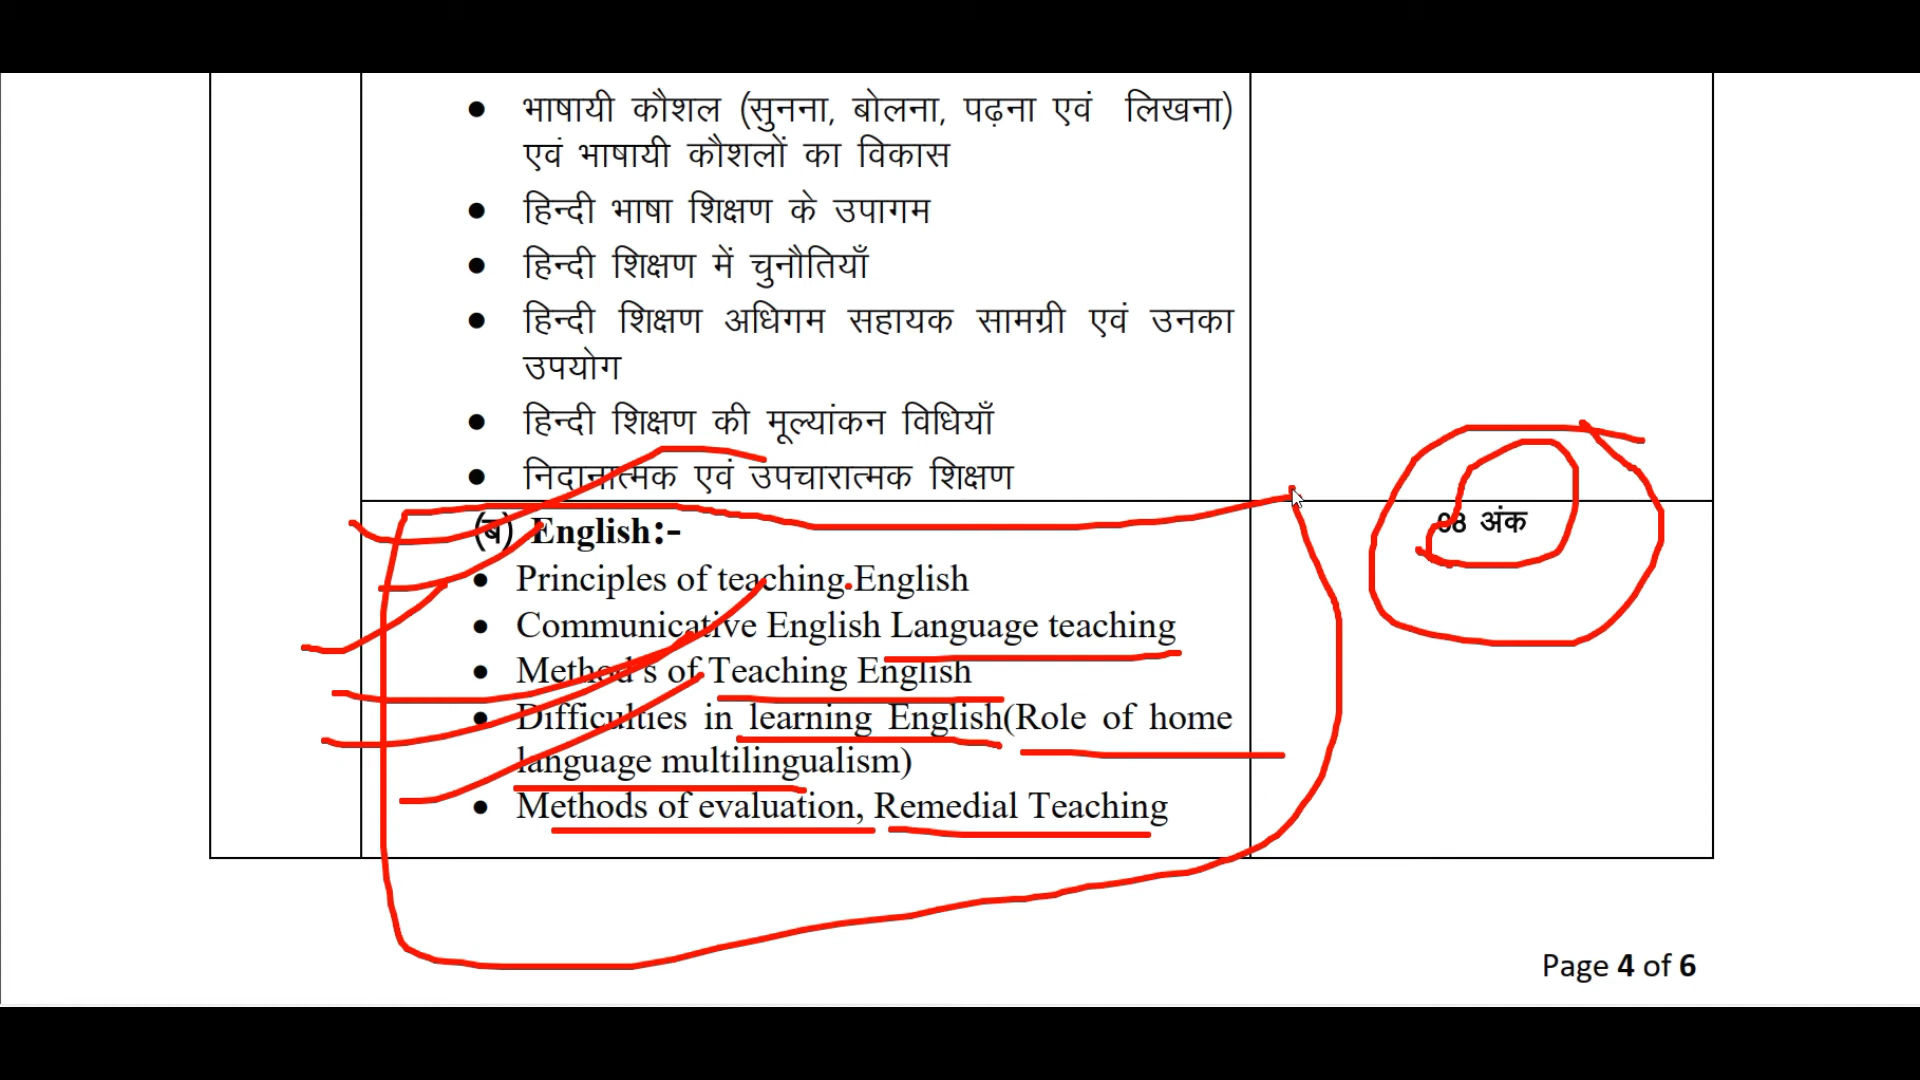 ● भाषायी कौशल (सुनना, बोलना, पढ़ना एवं लिखना)
एवं भाषायी कौशलों का विकास
● हिन्दी भाषा शिक्षण के उपागम
● हिन्दी शिक्षण में चुनौतियाँ
● हिन्दी शिक्षण अधिगम सहायक सामग्री एवं उनका
उपयोग
● हिन्दी शिक्षण की मूल्यांकन विधियाँ
● निदानात्मक एवं उपचारात्मक शिक्षण
(ब) English:- 08 अंक
● Principles of teaching English
● Communicative English Language teaching
● Method's of Teaching English
● Difficulties in learning English(Role of home
language multilingualism)
● Methods of evaluation, Remedial Teaching
Page 4 of 6